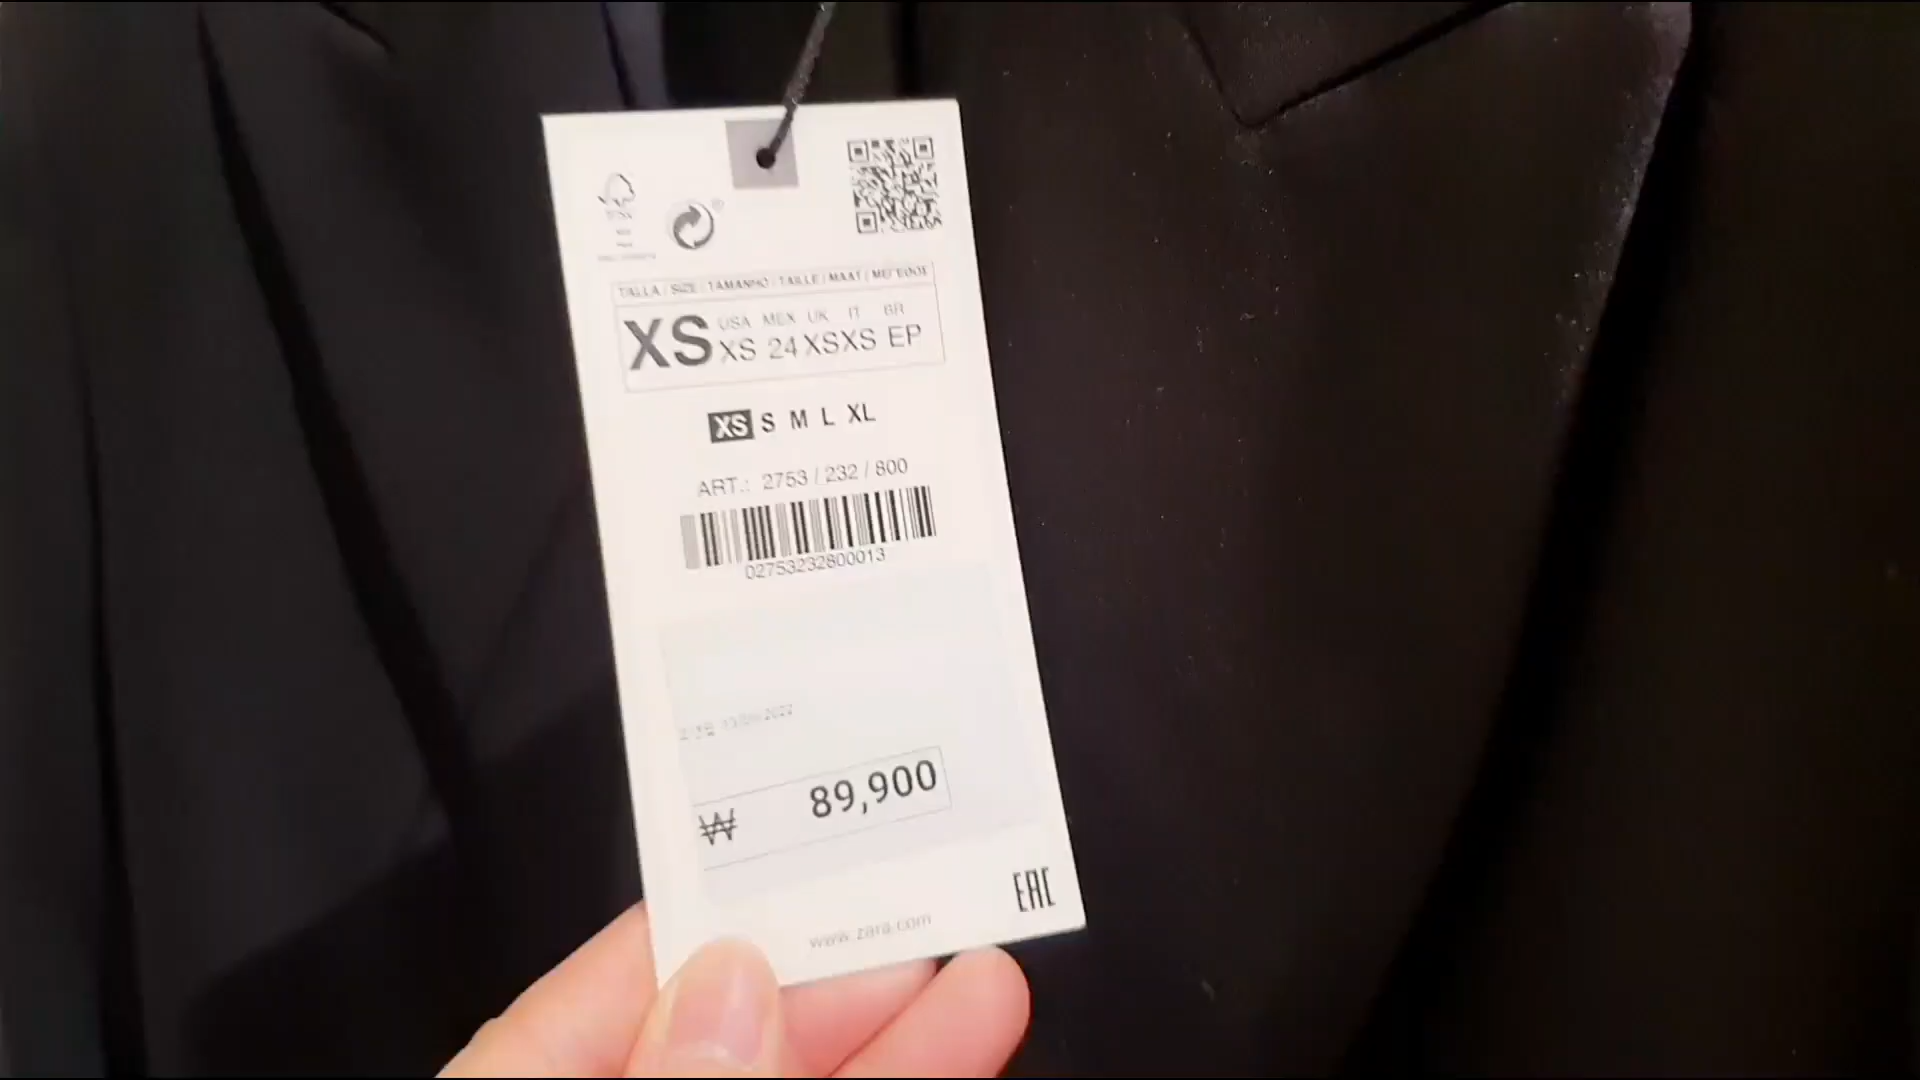 TALLA / SIZE / TAMANHO / TAILLE / MAAT /
XS
USA MEX UK IT BR
XS 24 XS XS EP
XS S M L XL
ART.: 2753 / 232 / 800
02753232800013
₩ 89,900
EAC
www.zara.com